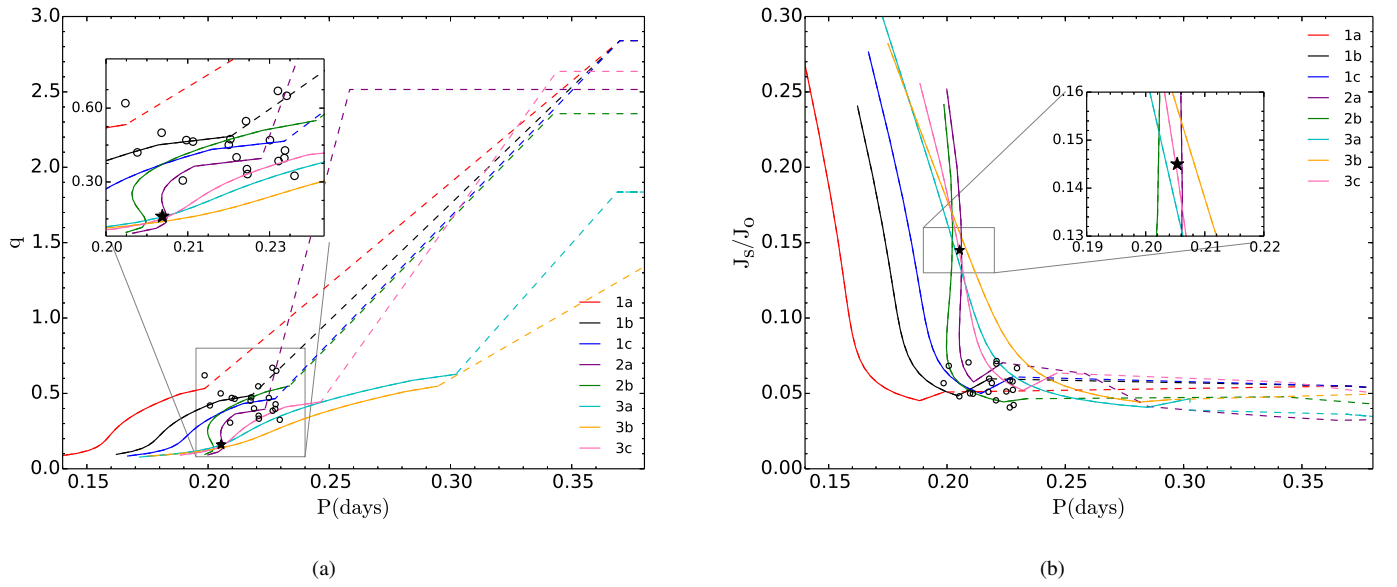 3.0
2.5
2.0
1.5
1.0
0.5
0.0
q
0.15 0.20 0.25 0.30 0.35
P(days)
0.60
0.30
0.20 0.21 0.23
1a
1b
1c
2a
2b
3a
3b
3c
(a)
0.30
0.25
0.20
0.15
0.10
0.05
0.00
J_S/J_O
0.15 0.20 0.25 0.30 0.35
P(days)
0.16
0.15
0.14
0.13
0.19 0.20 0.21 0.22
1a
1b
1c
2a
2b
3a
3b
3c
(b)